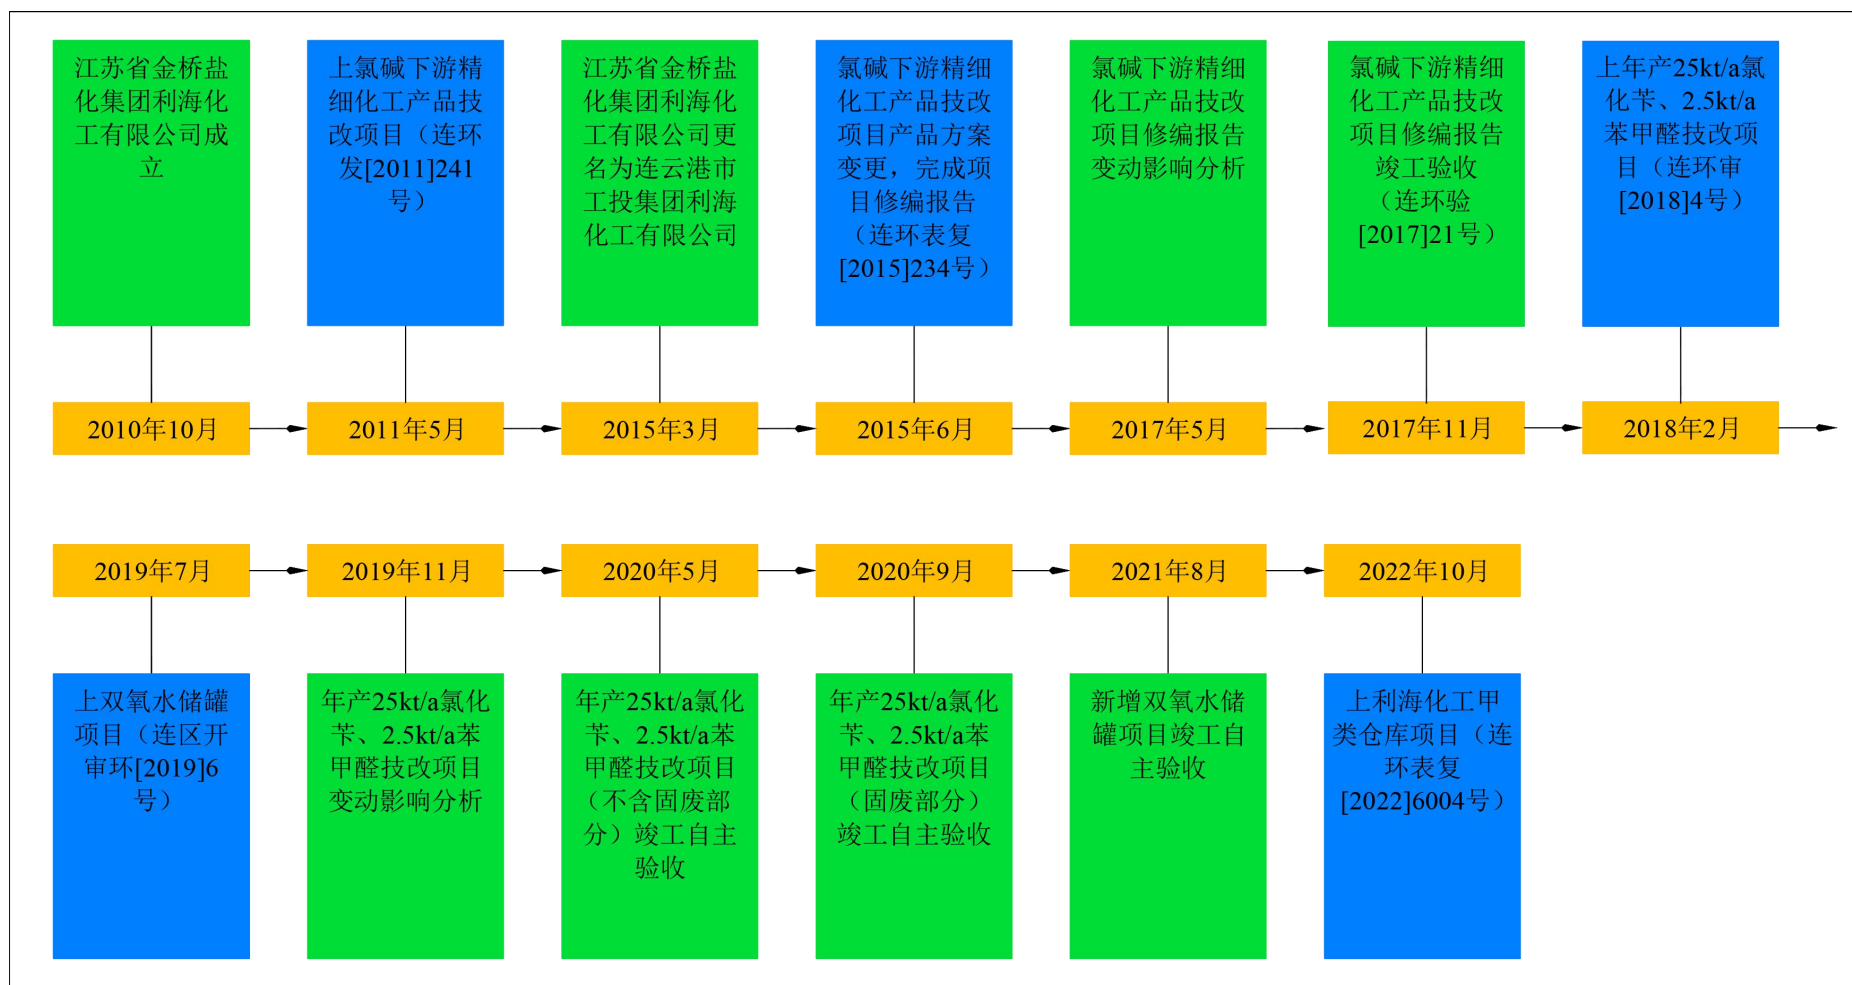 江苏省金桥盐
化集团利海化
工有限公司成
立
上氯碱下游精
细化工产品技
改项目（连环
发[2011]241
号）
江苏省金桥盐
化集团利海化
工有限公司更
名为连云港市
工投集团利海
化工有限公司
氯碱下游精细
化工产品技改
项目产品方案
变更，完成项
目修编报告
（连环表复
[2015]234号）
氯碱下游精细
化工产品技改
项目修编报告
变动影响分析
氯碱下游精细
化工产品技改
项目修编报告
竣工验收
（连环验
[2017]21号）
上年产25kt/a氯
化苄、2.5kt/a
苯甲醛技改项
目（连环审
[2018]4号）
2010年10月
2011年5月
2015年3月
2015年6月
2017年5月
2017年11月
2018年2月
2019年7月
2019年11月
2020年5月
2020年9月
2021年8月
2022年10月
上双氧水储罐
项目（连区开
审环[2019]6
号）
年产25kt/a氯化
苄、2.5kt/a苯
甲醛技改项目
变动影响分析
年产25kt/a氯化
苄、2.5kt/a苯
甲醛技改项目
（不含固废部
分）竣工自主
验收
年产25kt/a氯化
苄、2.5kt/a苯
甲醛技改项目
（固废部分）
竣工自主验收
新增双氧水储
罐项目竣工自
主验收
上利海化工甲
类仓库项目（连
环表复
[2022]6004号）